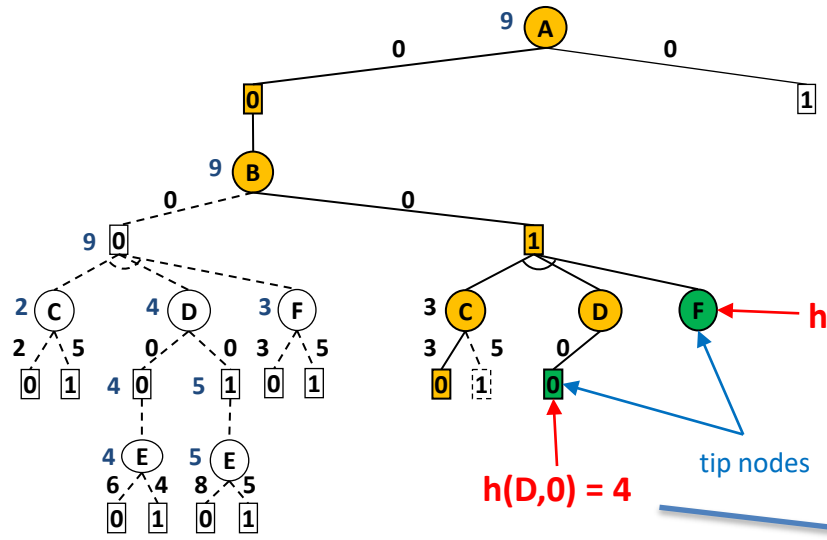 9 A
0 0
0 1
9 B
0 0
9 0 1
2 C 4 D 3 F 3 C D F h
2 5 0 0 3 5 3 5 0
0 1 4 0 5 1 0 1 0 1 0
4 E 5 E tip nodes
6 4 8 5 h(D,0) = 4
0 1 0 1